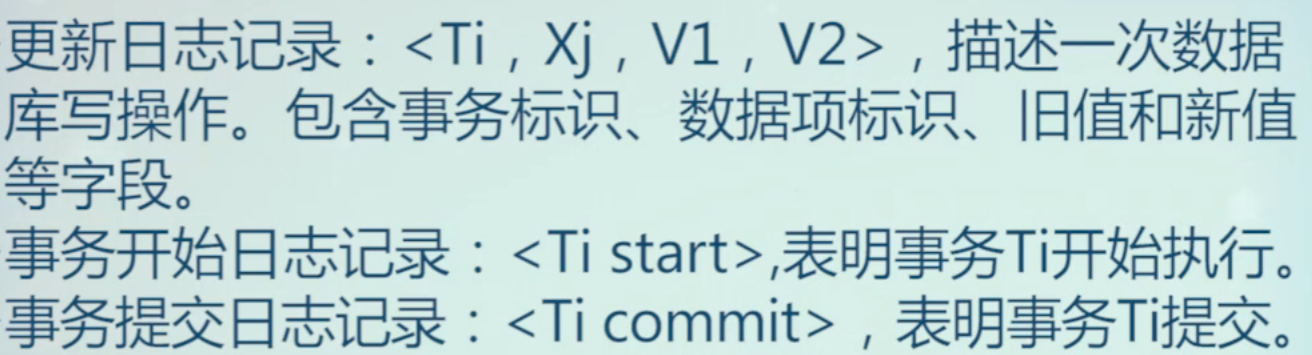 更新日志记录：<Ti，Xj，V1，V2>，描述一次数据
库写操作。包含事务标识、数据项标识、旧值和新值
等字段。
事务开始日志记录：<Ti start>,表明事务Ti开始执行。
事务提交日志记录：<Ti commit>，表明事务Ti提交。